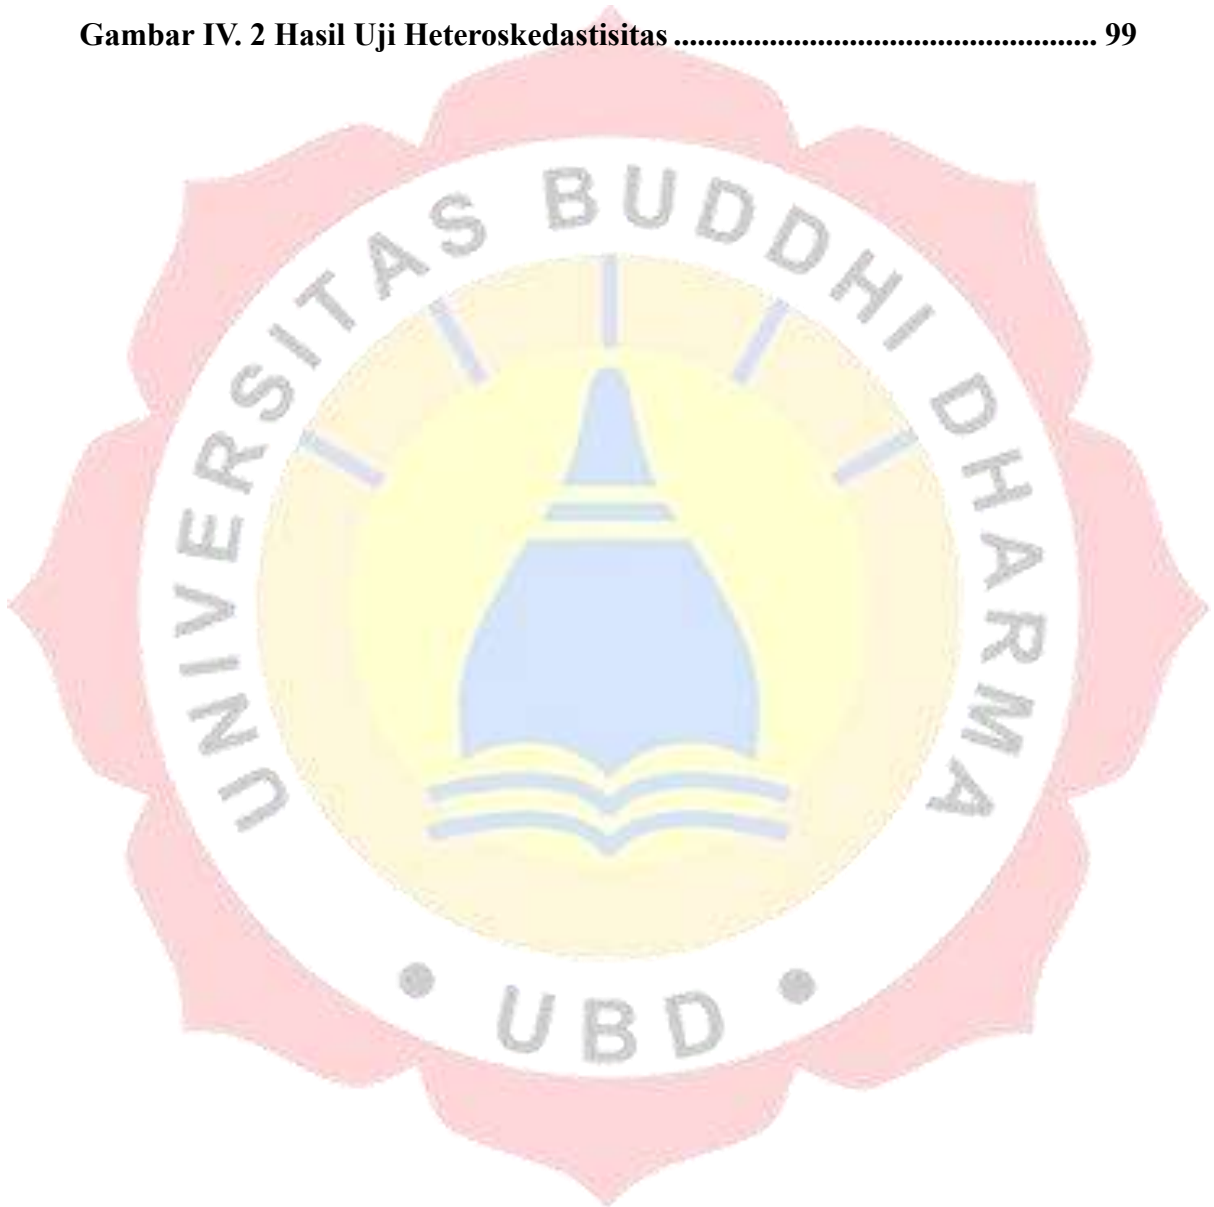 Gambar IV. 2 Hasil Uji Heteroskedastisitas .................................................... 99
UNIVERSITAS BUDDHI DHARMA
• UBD •